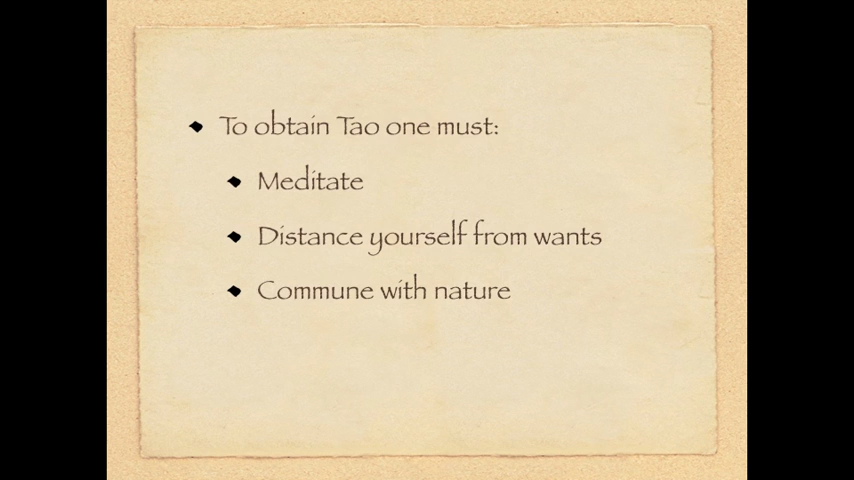 To obtain Tao one must:
Meditate
Distance yourself from wants
Commune with nature